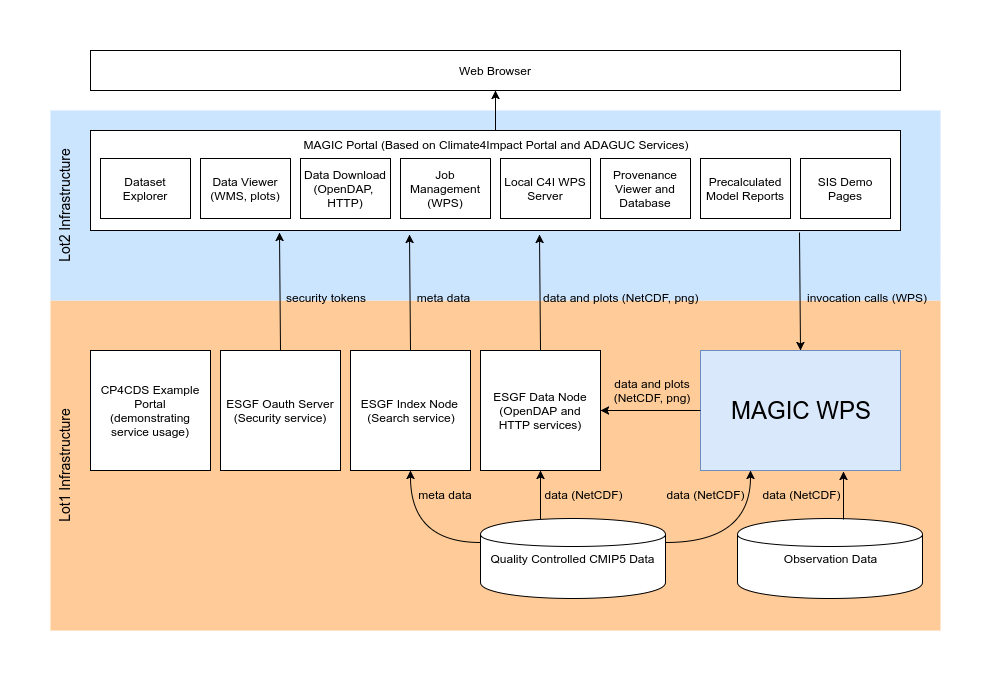 Web Browser
Lot2 Infrastructure
MAGIC Portal (Based on Climate4Impact Portal and ADAGUC Services)
Dataset
Explorer
Data Viewer
(WMS, plots)
Data Download
(OpenDAP,
HTTP)
Job
Management
(WPS)
Local C4I WPS
Server
Provenance
Viewer and
Database
Precalculated
Model Reports
SIS Demo
Pages
security tokens
meta data
data and plots (NetCDF, png)
invocation calls (WPS)
Lot1 Infrastructure
CP4CDS Example
Portal
(demonstrating
service usage)
ESGF Oauth Server
(Security service)
ESGF Index Node
(Search service)
ESGF Data Node
(OpenDAP and
HTTP services)
data and plots
(NetCDF, png)
MAGIC WPS
meta data
data (NetCDF)
data (NetCDF)
data (NetCDF)
Quality Controlled CMIP5 Data
Observation Data